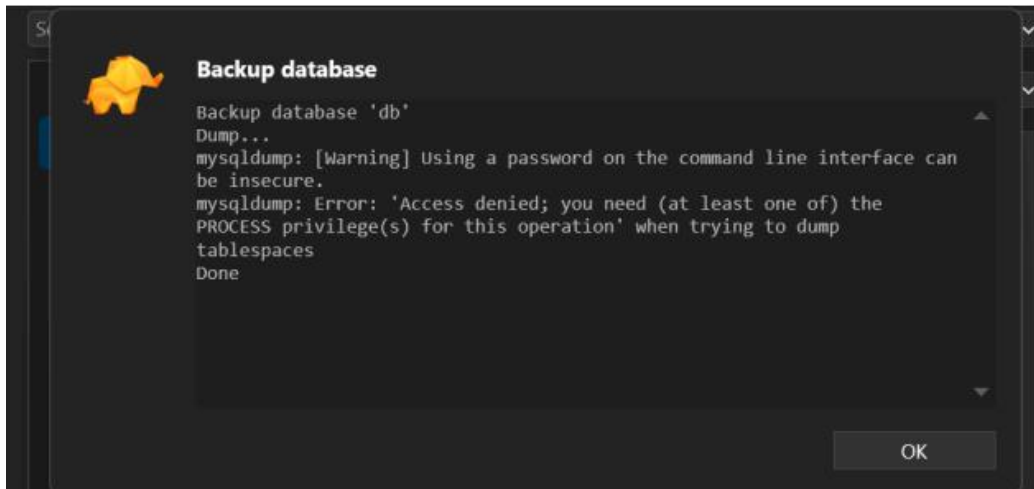 Backup database
Backup database 'db'
Dump...
mysqldump: [Warning] Using a password on the command line interface can
be insecure.
mysqldump: Error: 'Access denied; you need (at least one of) the
PROCESS privilege(s) for this operation' when trying to dump
tablespaces
Done
OK